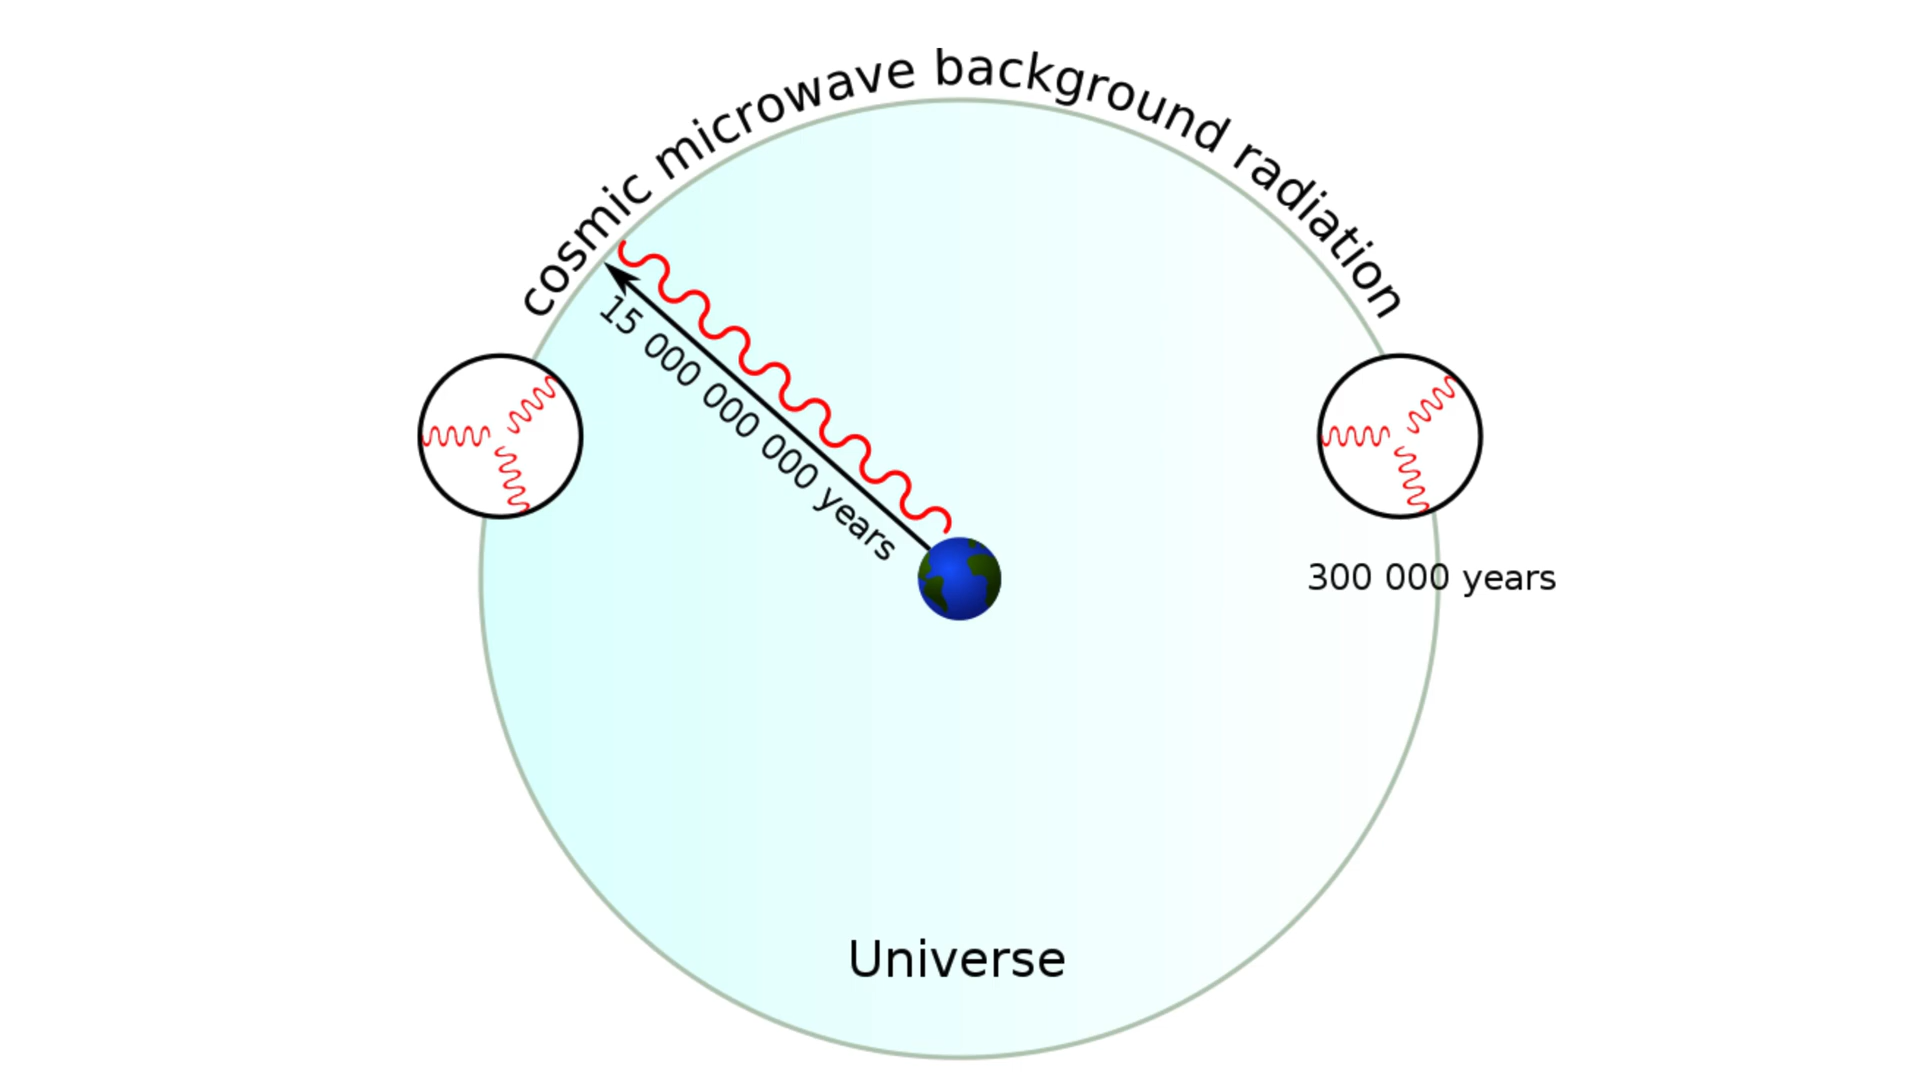 cosmic microwave background radiation
15 000 000 000 years
300 000 years
Universe